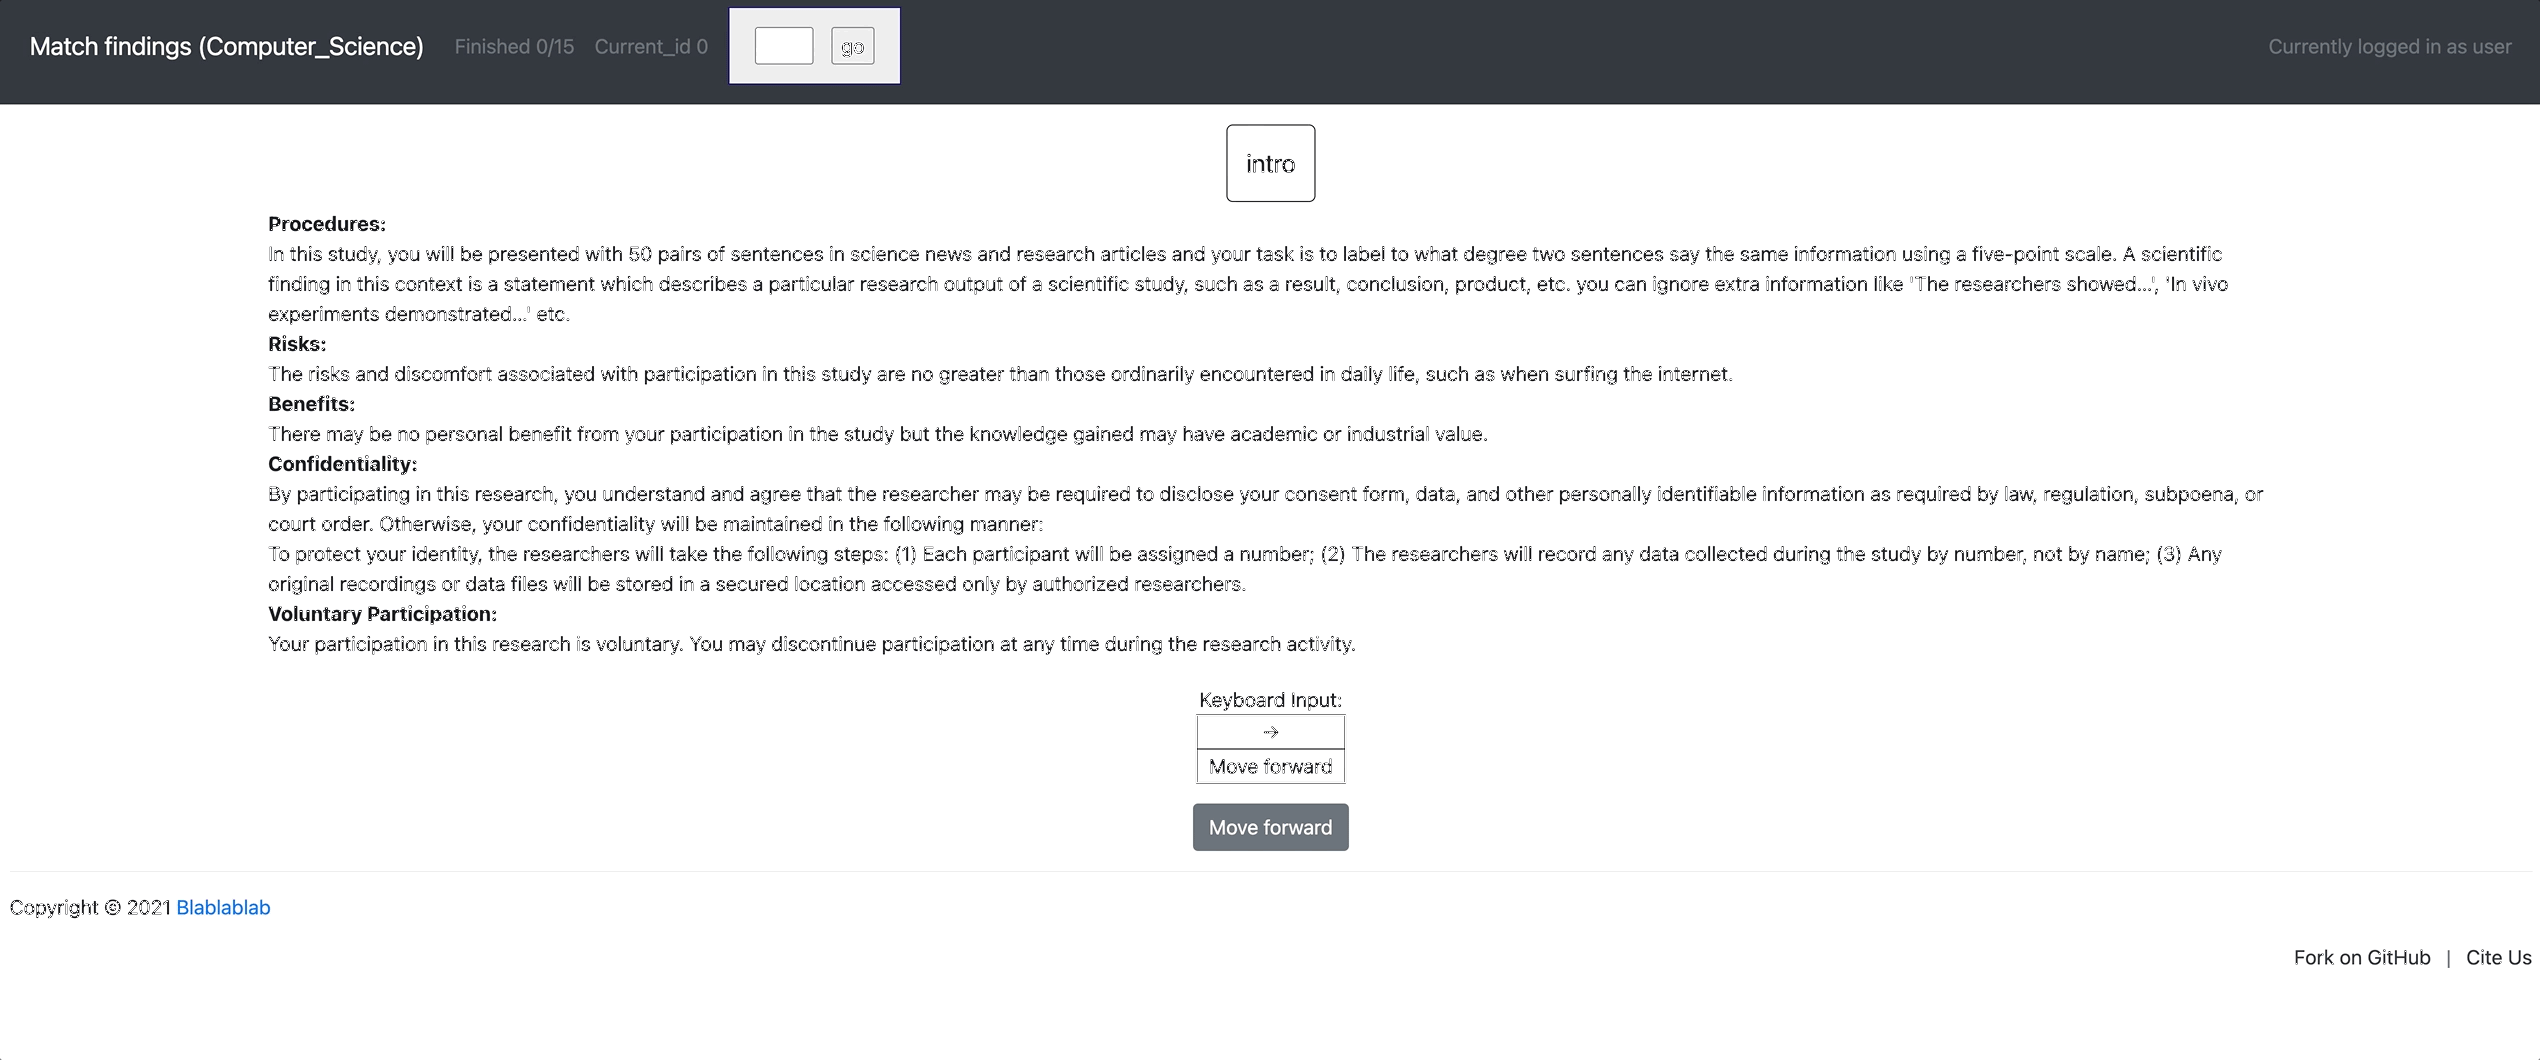 Match findings (Computer_Science) Finished 0/15 Current_id 0 go Currently logged in as user
intro
Procedures:
In this study, you will be presented with 50 pairs of sentences in science news and research articles and your task is to label to what degree two sentences say the same information using a five-point scale. A scientific
finding in this context is a statement which describes a particular research output of a scientific study, such as a result, conclusion, product, etc. you can ignore extra information like 'The researchers showed...', 'In vivo
experiments demonstrated...' etc.
Risks:
The risks and discomfort associated with participation in this study are no greater than those ordinarily encountered in daily life, such as when surfing the internet.
Benefits:
There may be no personal benefit from your participation in the study but the knowledge gained may have academic or industrial value.
Confidentiality:
By participating in this research, you understand and agree that the researcher may be required to disclose your consent form, data, and other personally identifiable information as required by law, regulation, subpoena, or
court order. Otherwise, your confidentiality will be maintained in the following manner:
To protect your identity, the researchers will take the following steps: (1) Each participant will be assigned a number; (2) The researchers will record any data collected during the study by number, not by name; (3) Any
original recordings or data files will be stored in a secured location accessed only by authorized researchers.
Voluntary Participation:
Your participation in this research is voluntary. You may discontinue participation at any time during the research activity.
Keyboard Input:
→
Move forward
Move forward
Copyright © 2021 Blablablab
Fork on GitHub | Cite Us